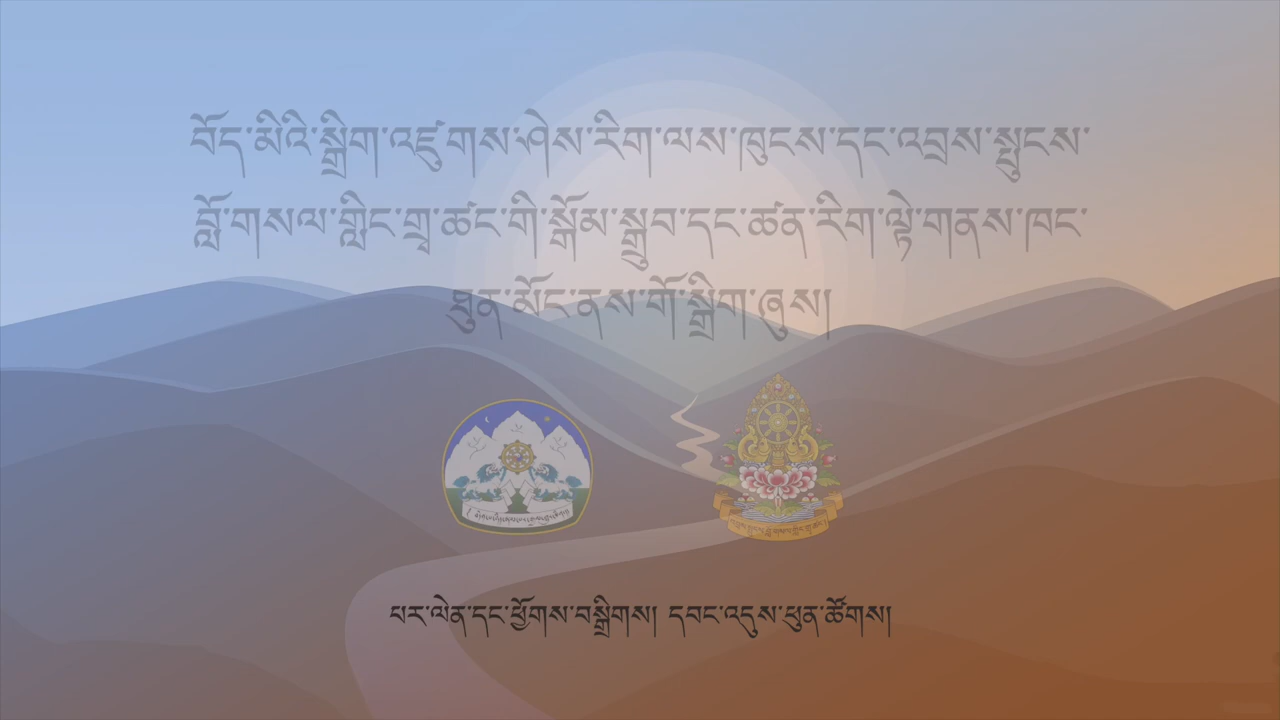 བོད་མིའི་སྒྲིག་འཛུགས་ཤེས་རིག་ལས་ཁུངས་དང་འབྲས་སྤུངས་
བློ་གསལ་གླིང་གྲྭ་ཚང་གི་སྒོམ་སྒྲུབ་དང་ཚན་རིག་ལྟེ་གནས་ཁང་
ཐུན་མོང་ནས་གོ་སྒྲིག་ཞུས།
པར་ལེན་དང་ཕྱོགས་བསྒྲིགས། དབང་འདུས་ཕུན་ཚོགས།